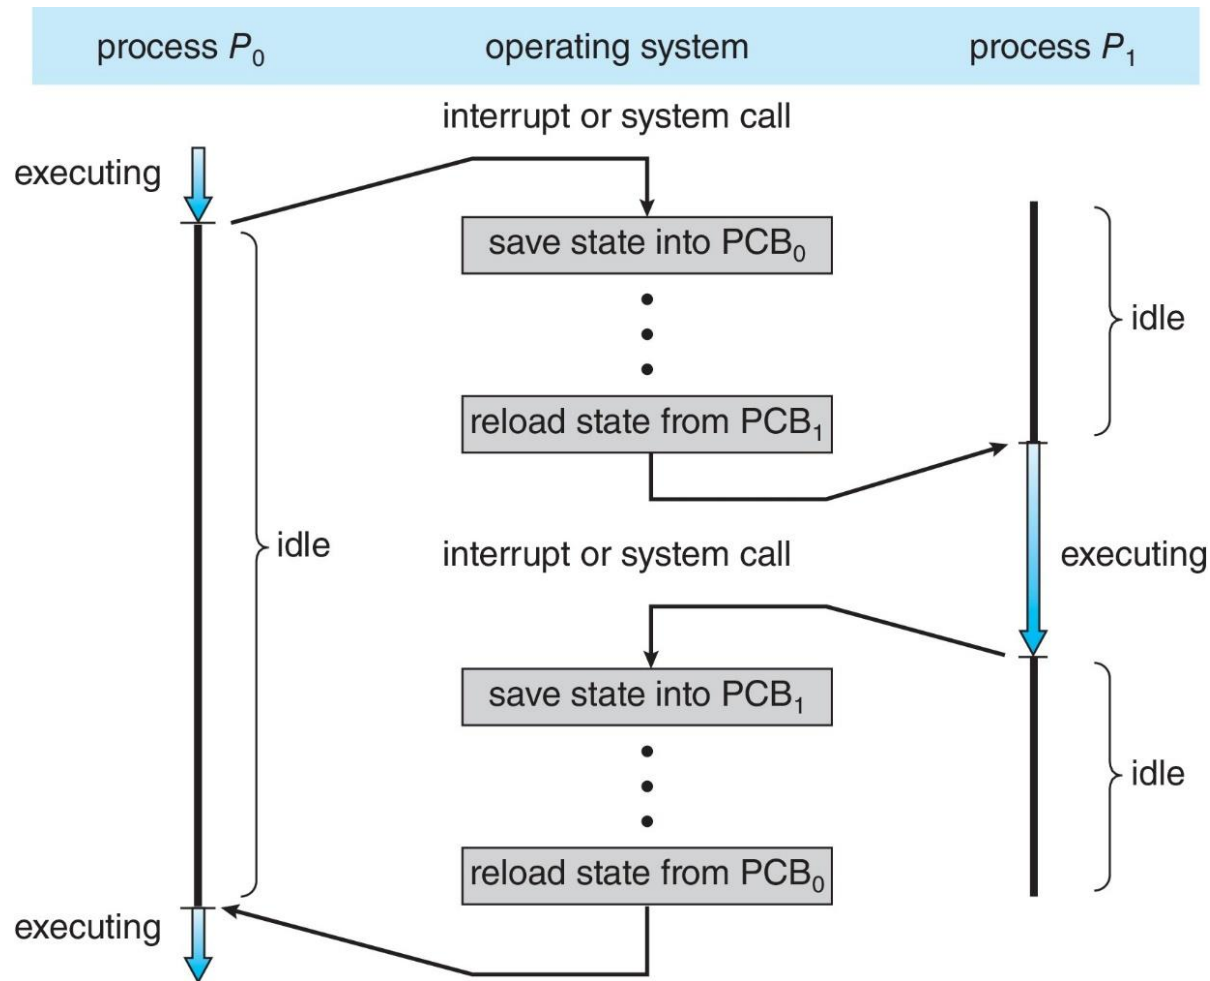 process P₀ operating system process P₁
interrupt or system call
executing
save state into PCB₀
idle
reload state from PCB₁
idle
interrupt or system call
executing
save state into PCB₁
idle
reload state from PCB₀
executing